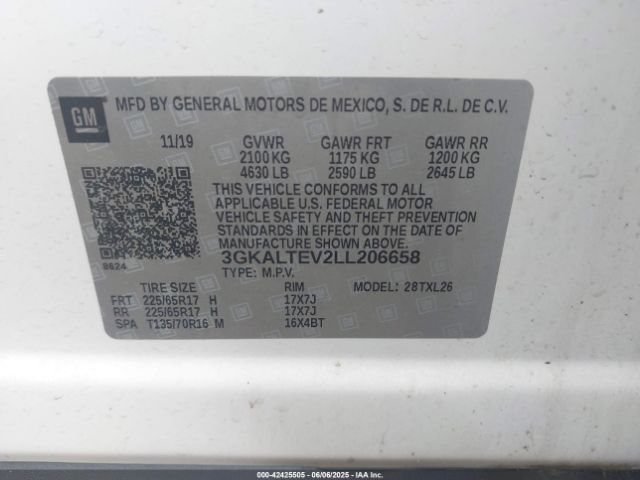 GM
MFD BY GENERAL MOTORS DE MEXICO, S. DE R.L. DE C.V.
11/19 GVWR GAWR FRT GAWR RR
2100 KG 1175 KG 1200 KG
4630 LB 2590 LB 2645 LB
THIS VEHICLE CONFORMS TO ALL
APPLICABLE U.S. FEDERAL MOTOR
VEHICLE SAFETY AND THEFT PREVENTION
STANDARDS IN EFFECT ON THE DATE OF
MANUFACTURE SHOWN ABOVE.
8624
3GKALTEV2LL206658
TYPE: M.P.V.
TIRE SIZE RIM MODEL: 28TXL26
FRT 225/65R17 H 17X7J
RR 225/65R17 H 17X7J
SPA T135/70R16 M 16X4BT
000-42425505 - 06/06/2025 - IAA Inc.